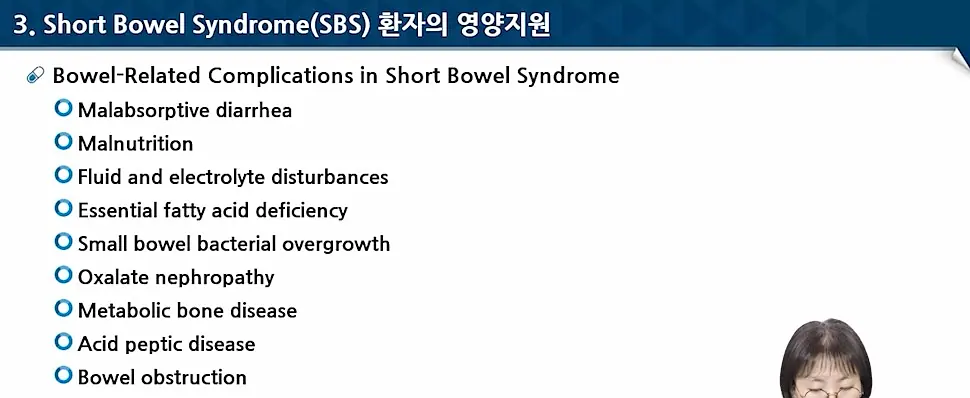 3. Short Bowel Syndrome(SBS) 환자의 영양지원
Bowel-Related Complications in Short Bowel Syndrome
Malabsorptive diarrhea
Malnutrition
Fluid and electrolyte disturbances
Essential fatty acid deficiency
Small bowel bacterial overgrowth
Oxalate nephropathy
Metabolic bone disease
Acid peptic disease
Bowel obstruction